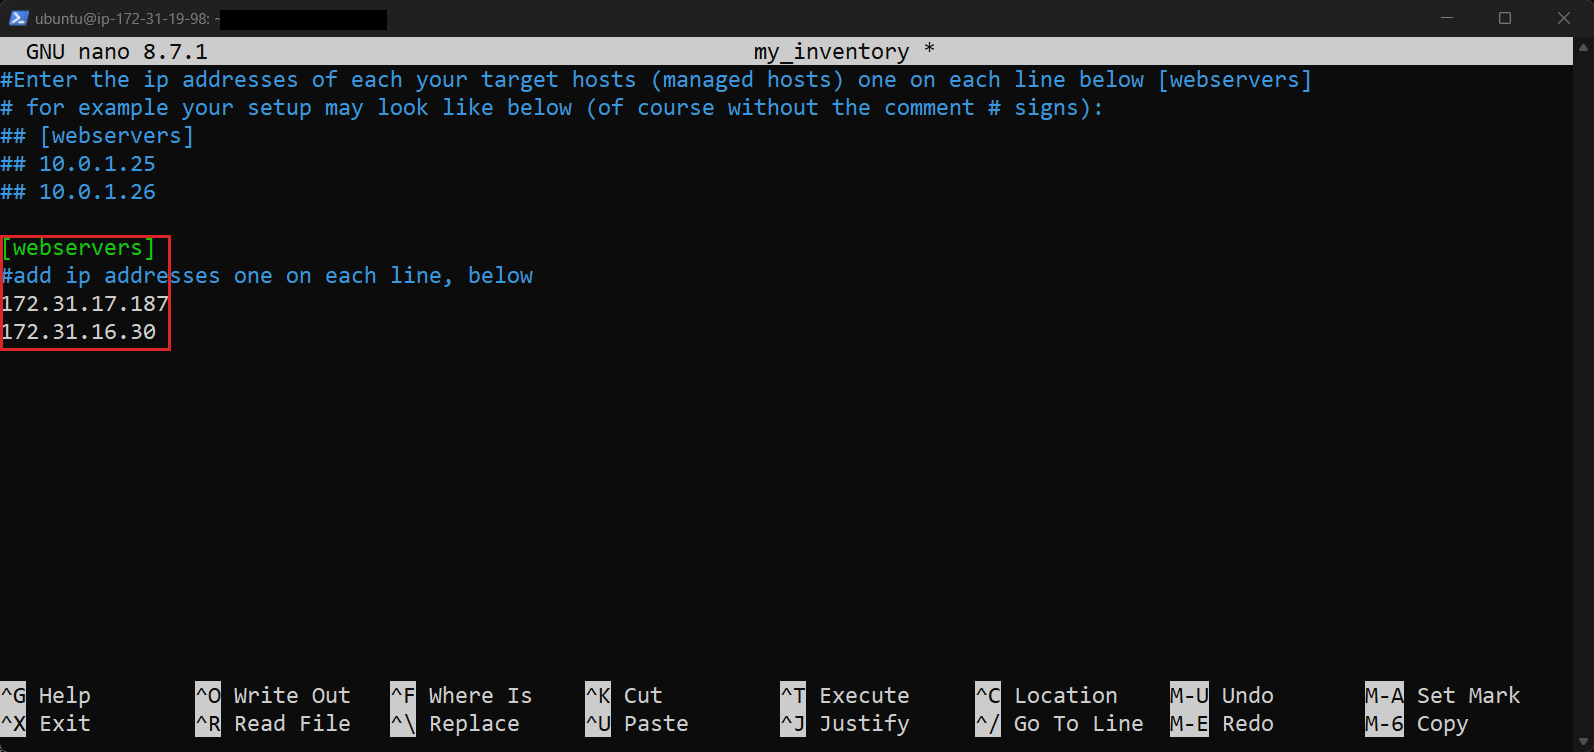 ubuntu@ip-172-31-19-98: ~
GNU nano 8.7.1 my_inventory *
#Enter the ip addresses of each your target hosts (managed hosts) one on each line below [webservers]
# for example your setup may look like below (of course without the comment # signs):
## [webservers]
## 10.0.1.25
## 10.0.1.26
[webservers]
#add ip addresses one on each line, below
172.31.17.187
172.31.16.30
^G Help ^O Write Out ^F Where Is ^K Cut ^T Execute ^C Location M-U Undo M-A Set Mark
^X Exit ^R Read File ^\ Replace ^U Paste ^J Justify ^/ Go To Line M-E Redo M-6 Copy